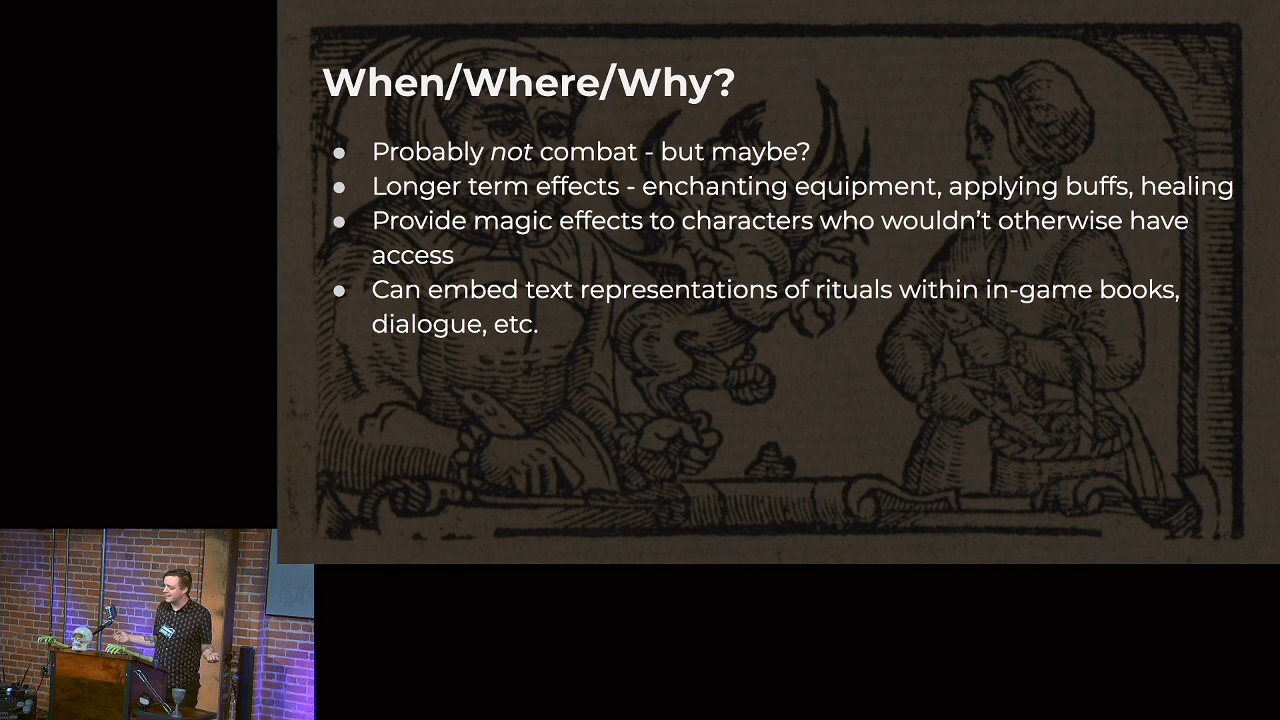 When/Where/Why?
● Probably not combat - but maybe?
● Longer term effects - enchanting equipment, applying buffs, healing
● Provide magic effects to characters who wouldn't otherwise have
access
● Can embed text representations of rituals within in-game books,
dialogue, etc.